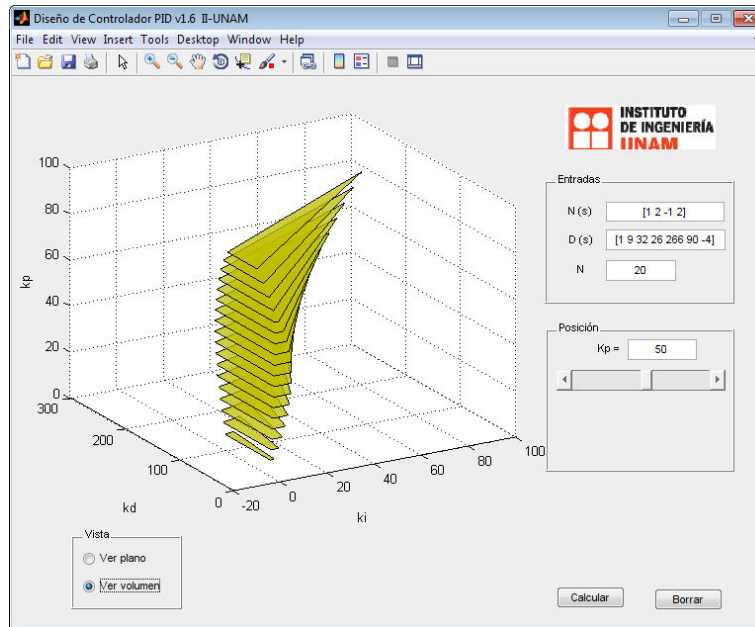 Diseño de Controlador PID v1.6 II-UNAM
File Edit View Insert Tools Desktop Window Help
INSTITUTO
DE INGENIERÍA
UNAM
Entradas
N (s) [1 2 -1 2]
D (s) [1 9 32 26 266 90 -4]
N 20
Posición
Kp = 50
100
80
60
40
20
0
kp
300
200
100
0
kd
-20
0
20
40
60
80
100
ki
Vista
Ver plano
Ver volumen
Calcular
Borrar